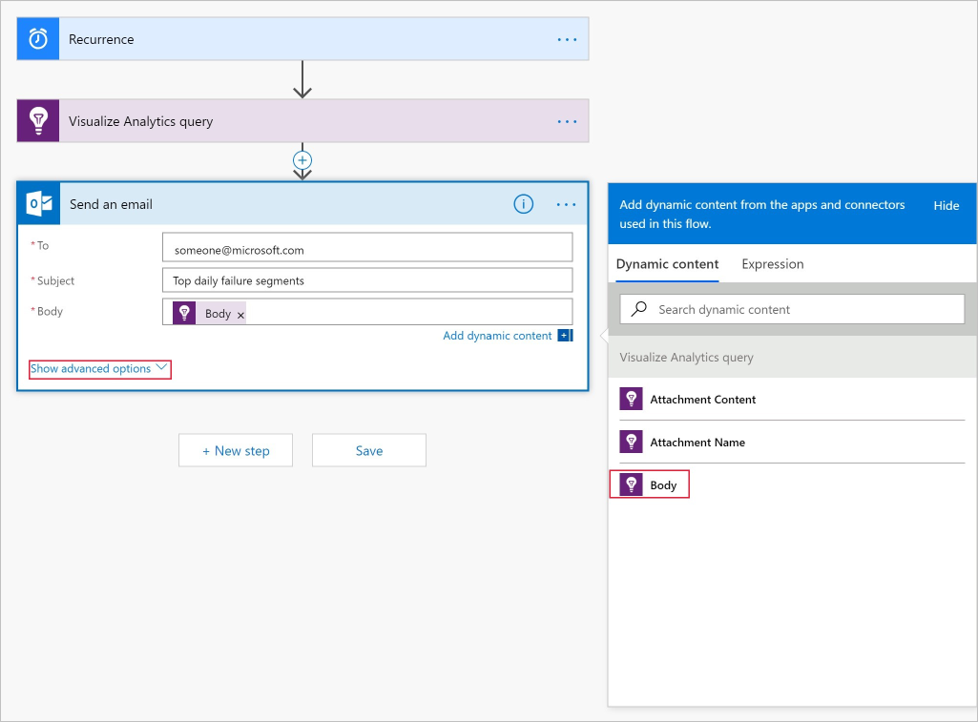 Recurrence
Visualize Analytics query
Send an email
* To
someone@microsoft.com
* Subject
Top daily failure segments
* Body
Body ×
Add dynamic content
Show advanced options
+ New step
Save
Add dynamic content from the apps and connectors
used in this flow.
Hide
Dynamic content
Expression
Search dynamic content
Visualize Analytics query
Attachment Content
Attachment Name
Body